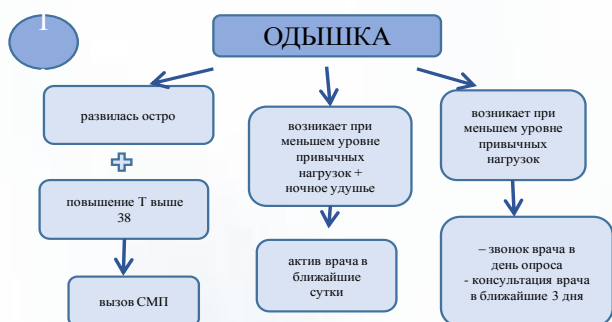 1
ОДЫШКА
развилась остро
повышение Т выше
38
вызов СМП
возникает при
меньшем уровне
привычных
нагрузок +
ночное удушье
актив врача в
ближайшие
сутки
возникает при
меньшем уровне
привычных
нагрузок
– звонок врача в
день опроса
- консультация врача
в ближайшие 3 дня